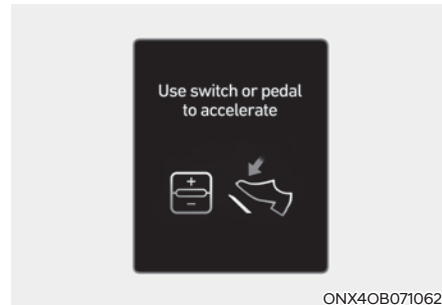 Use switch or pedal
to accelerate
+
−
ONX4OB071062